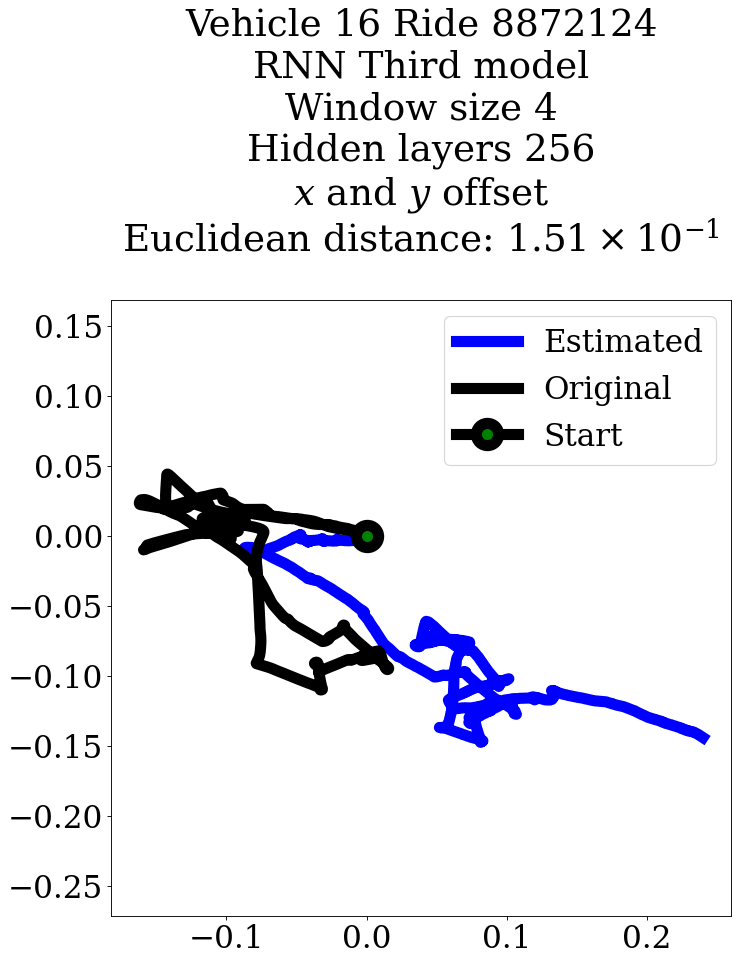 Vehicle 16 Ride 8872124
RNN Third model
Window size 4
Hidden layers 256
x and y offset
Euclidean distance: 1.51 × 10⁻¹
Estimated
Original
Start
0.15
0.10
0.05
0.00
−0.05
−0.10
−0.15
−0.20
−0.25
−0.1 0.0 0.1 0.2